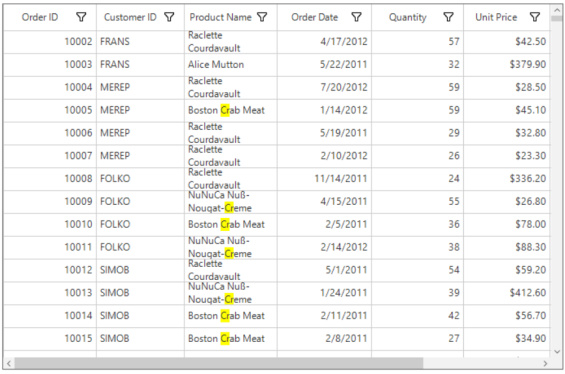 Order ID Customer ID Product Name Order Date Quantity Unit Price
10002 FRANS Raclette Courdavault 4/17/2012 57 $42.50
10003 FRANS Alice Mutton 5/22/2011 32 $379.90
10004 MEREP Raclette Courdavault 7/20/2012 59 $28.50
10005 MEREP Boston Crab Meat 1/14/2012 59 $45.10
10006 MEREP Raclette Courdavault 5/19/2011 29 $32.80
10007 MEREP Raclette Courdavault 2/10/2012 26 $23.30
10008 FOLKO Raclette Courdavault 11/14/2011 24 $336.20
10009 FOLKO NuNuCa Nuß-Nougat-Creme 4/15/2011 55 $26.80
10010 FOLKO Boston Crab Meat 2/5/2011 36 $78.00
10011 FOLKO NuNuCa Nuß-Nougat-Creme 2/14/2012 38 $88.30
10012 SIMOB Raclette Courdavault 5/1/2011 54 $59.20
10013 SIMOB NuNuCa Nuß-Nougat-Creme 1/24/2011 39 $412.60
10014 SIMOB Boston Crab Meat 2/11/2011 42 $56.70
10015 SIMOB Boston Crab Meat 2/8/2011 27 $34.90